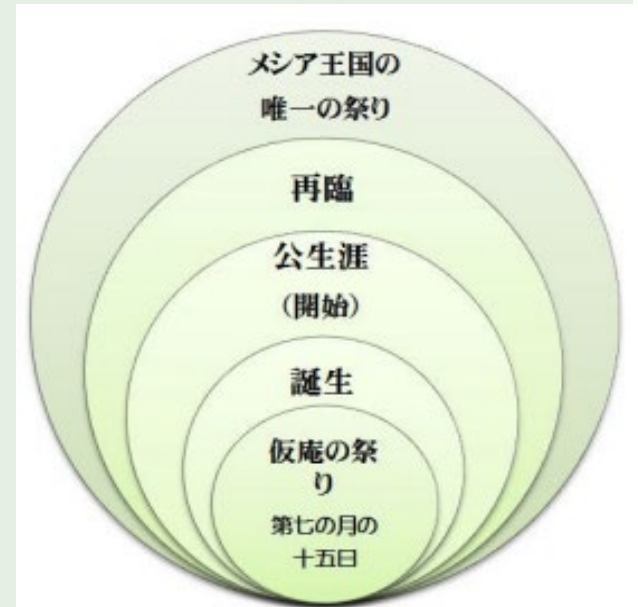 メシア王国の
唯一の祭り
再臨
公生涯
（開始）
誕生
仮庵の祭
り
第七の月の
十五日